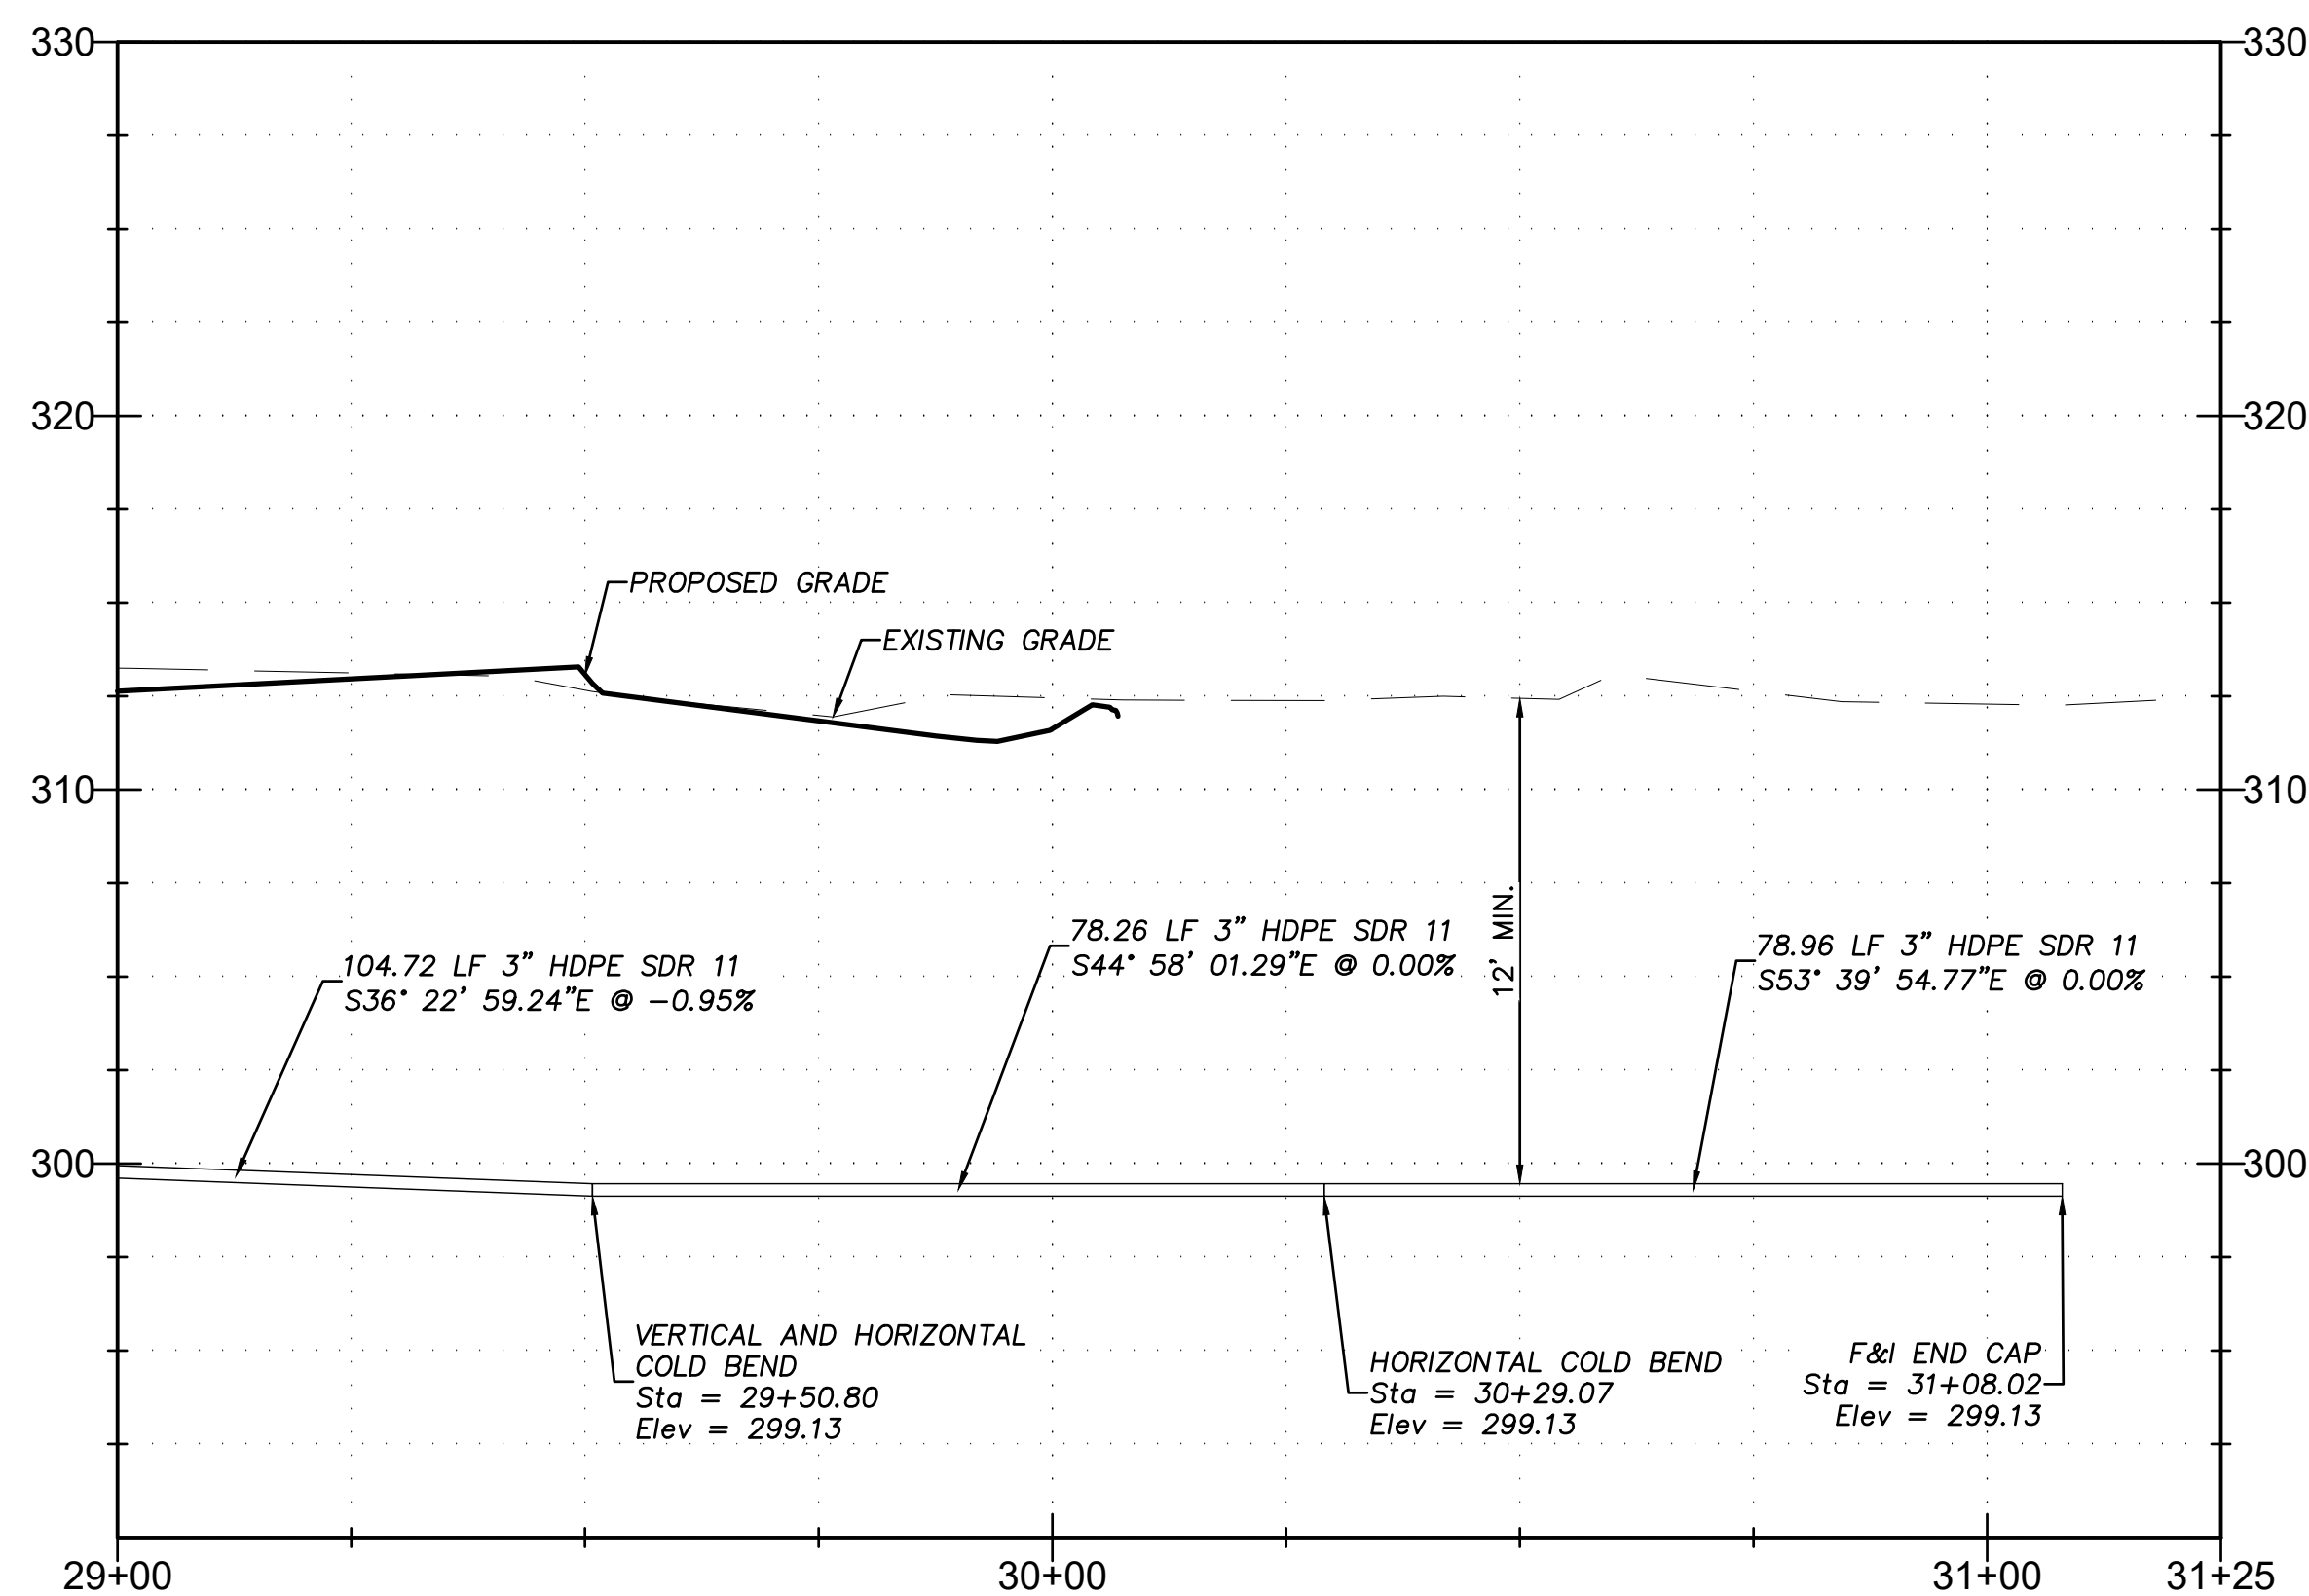 330
330
320
320
PROPOSED GRADE
EXISTING GRADE
310
310
12' MIN.
78.26 LF 3" HDPE SDR 11
S44° 58' 01.29"E @ 0.00%
78.96 LF 3" HDPE SDR 11
S53° 39' 54.77"E @ 0.00%
104.72 LF 3" HDPE SDR 11
S36° 22' 59.24"E @ -0.95%
300
300
VERTICAL AND HORIZONTAL
COLD BEND
Sta = 29+50.80
Elev = 299.13
HORIZONTAL COLD BEND
Sta = 30+29.07
Elev = 299.13
F&I END CAP
Sta = 31+08.02
Elev = 299.13
29+00
30+00
31+00
31+25